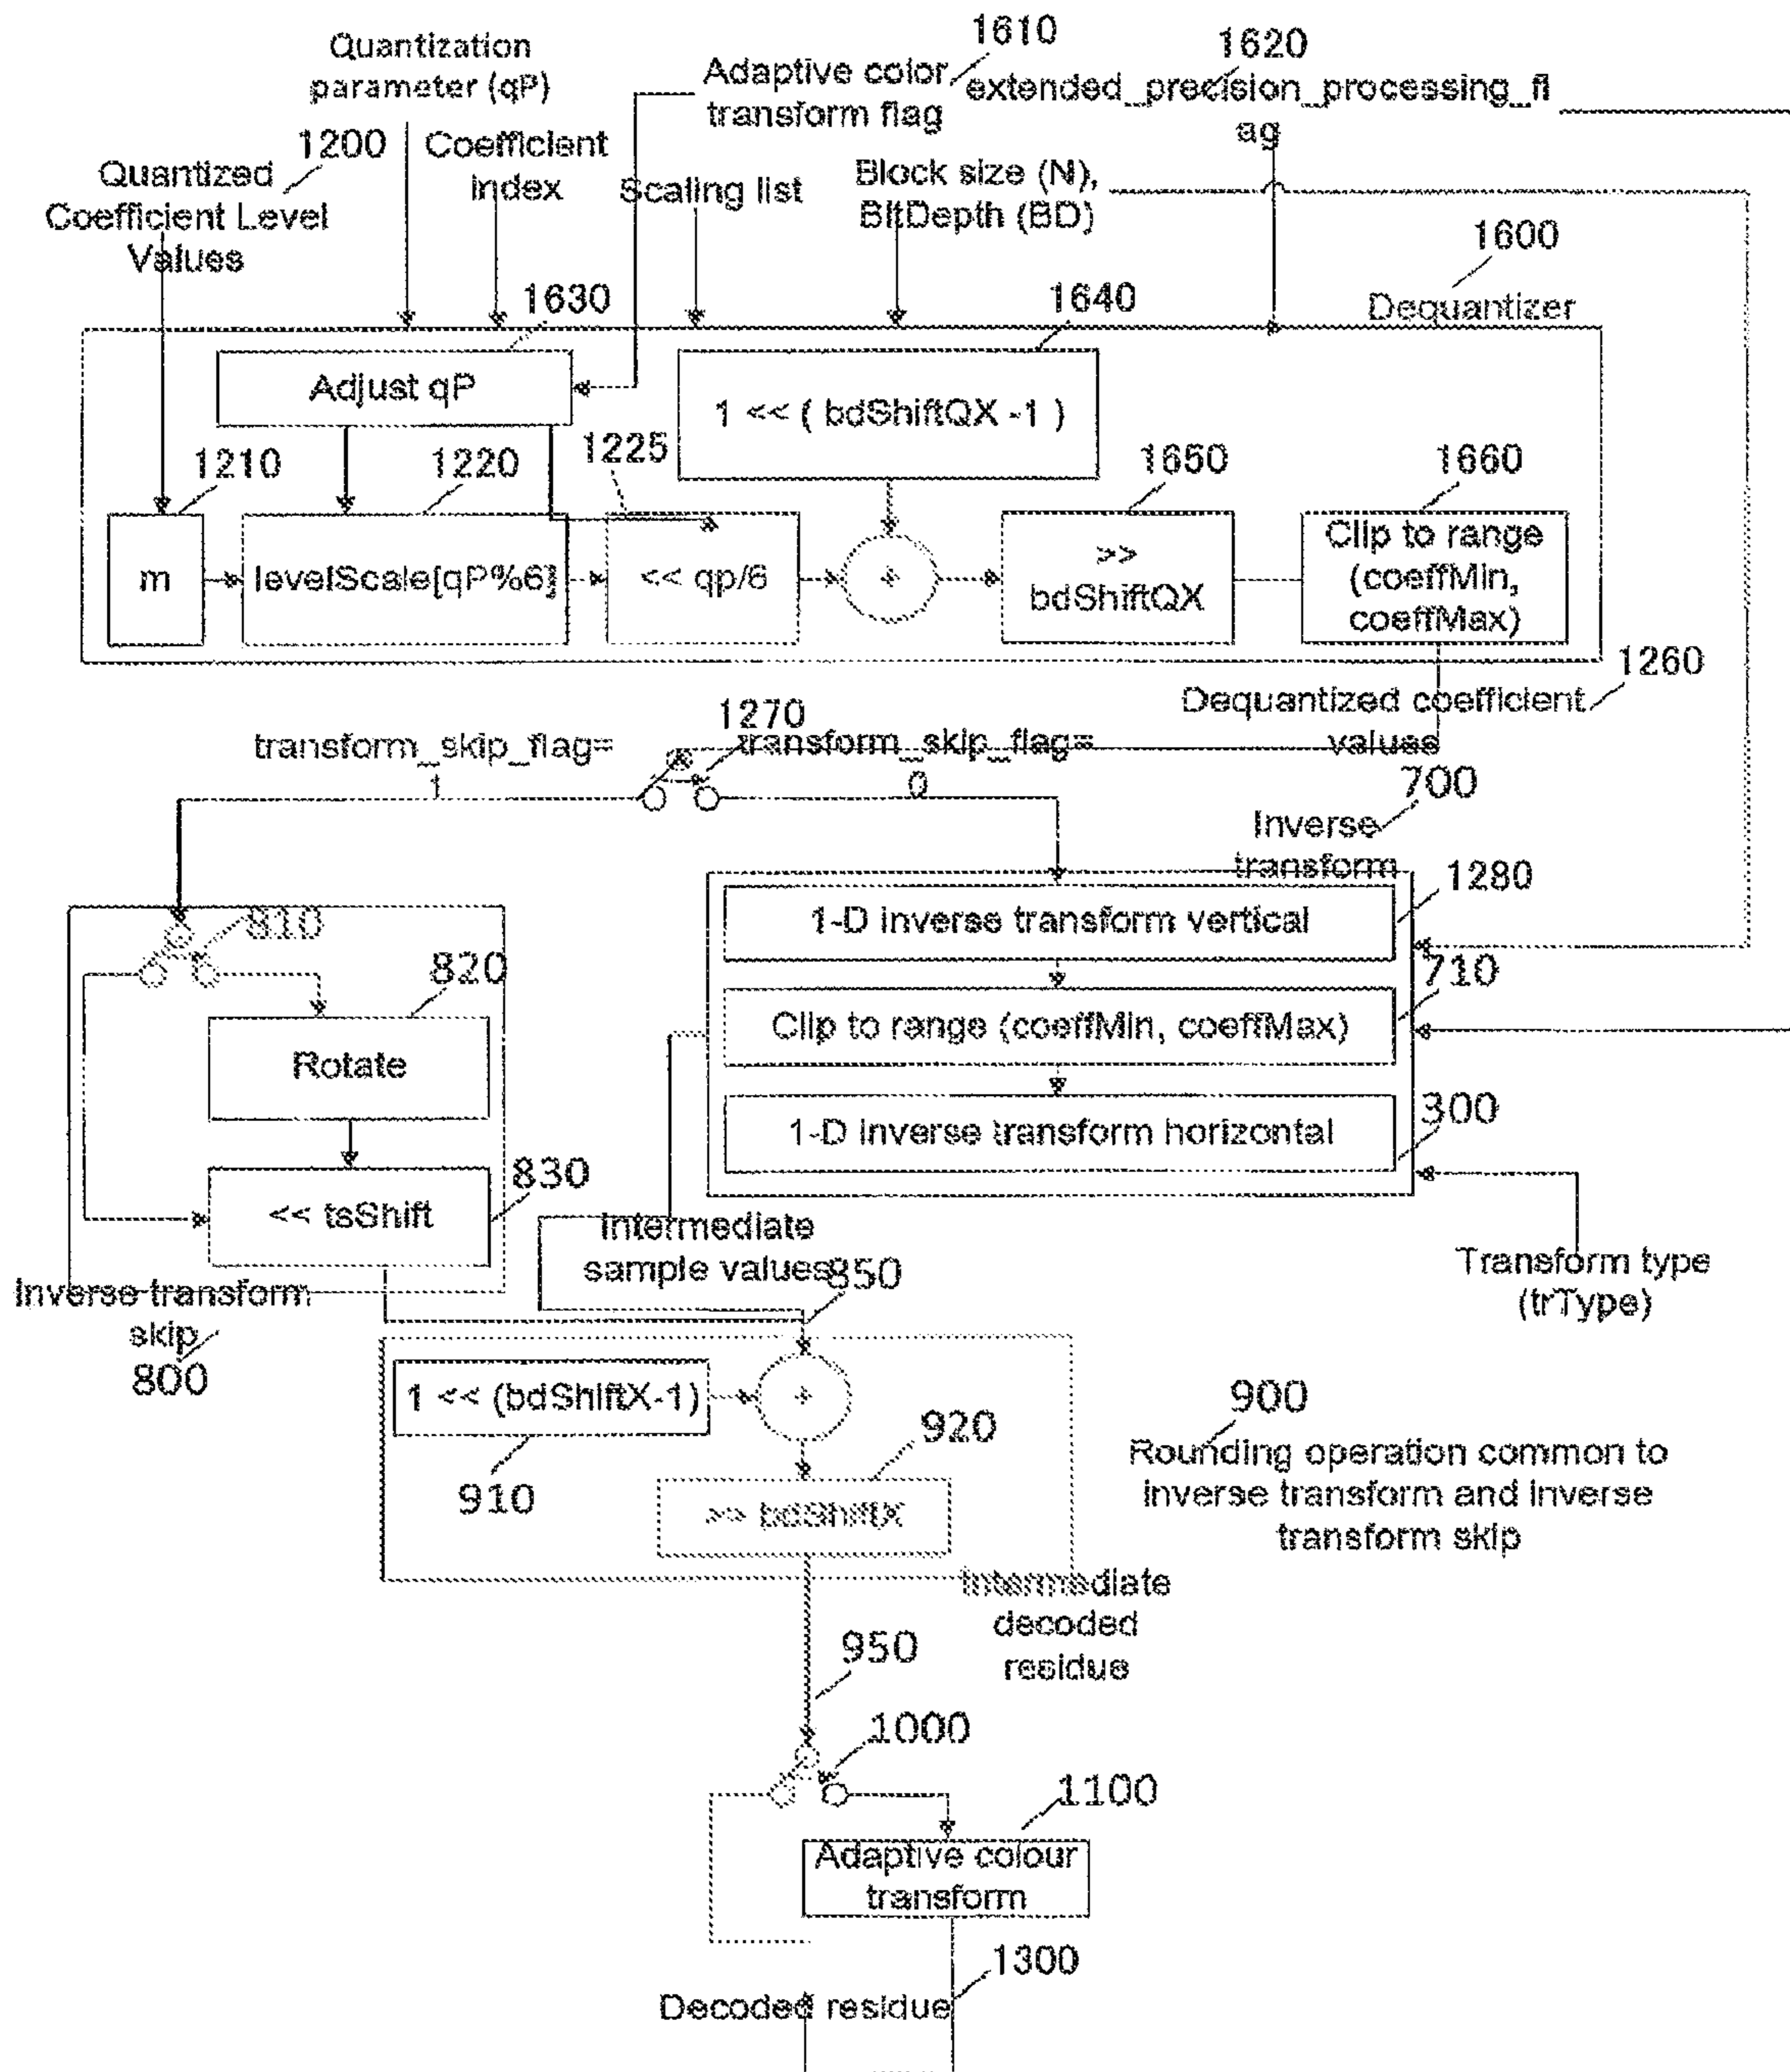 1610
1620
Quantization
parameter (qP)
Adaptive color
transform flag
extended_precision_processing_fl
ag
1200
Quantized
Coefficient Level
Values
Coefficient
index
Scaling list
Block size (N),
BitDepth (BD)
1600
Dequantizer
1630
1640
Adjust qP
1 << ( bdShiftQX -1 )
1210
1220
1225
1650
1660
m
levelScale[qP%6]
<< qp/6
+
>>
bdShiftQX
Clip to range
(coeffMin,
coeffMax)
1260
Dequantized coefficient
values
1270
transform_skip_flag=
1
transform_skip_flag=
0
700
Inverse
transform
1280
1-D inverse transform vertical
810
820
710
Clip to range (coeffMin, coeffMax)
Rotate
300
1-D inverse transform horizontal
830
<< tsShift
Intermediate
sample values
850
Transform type
(trType)
Inverse transform
skip
800
1 << (bdShiftX-1)
+
910
920
>> bdShiftX
900
Rounding operation common to
inverse transform and inverse
transform skip
Intermediate
decoded
residue
950
1000
1100
Adaptive colour
transform
1300
Decoded residue